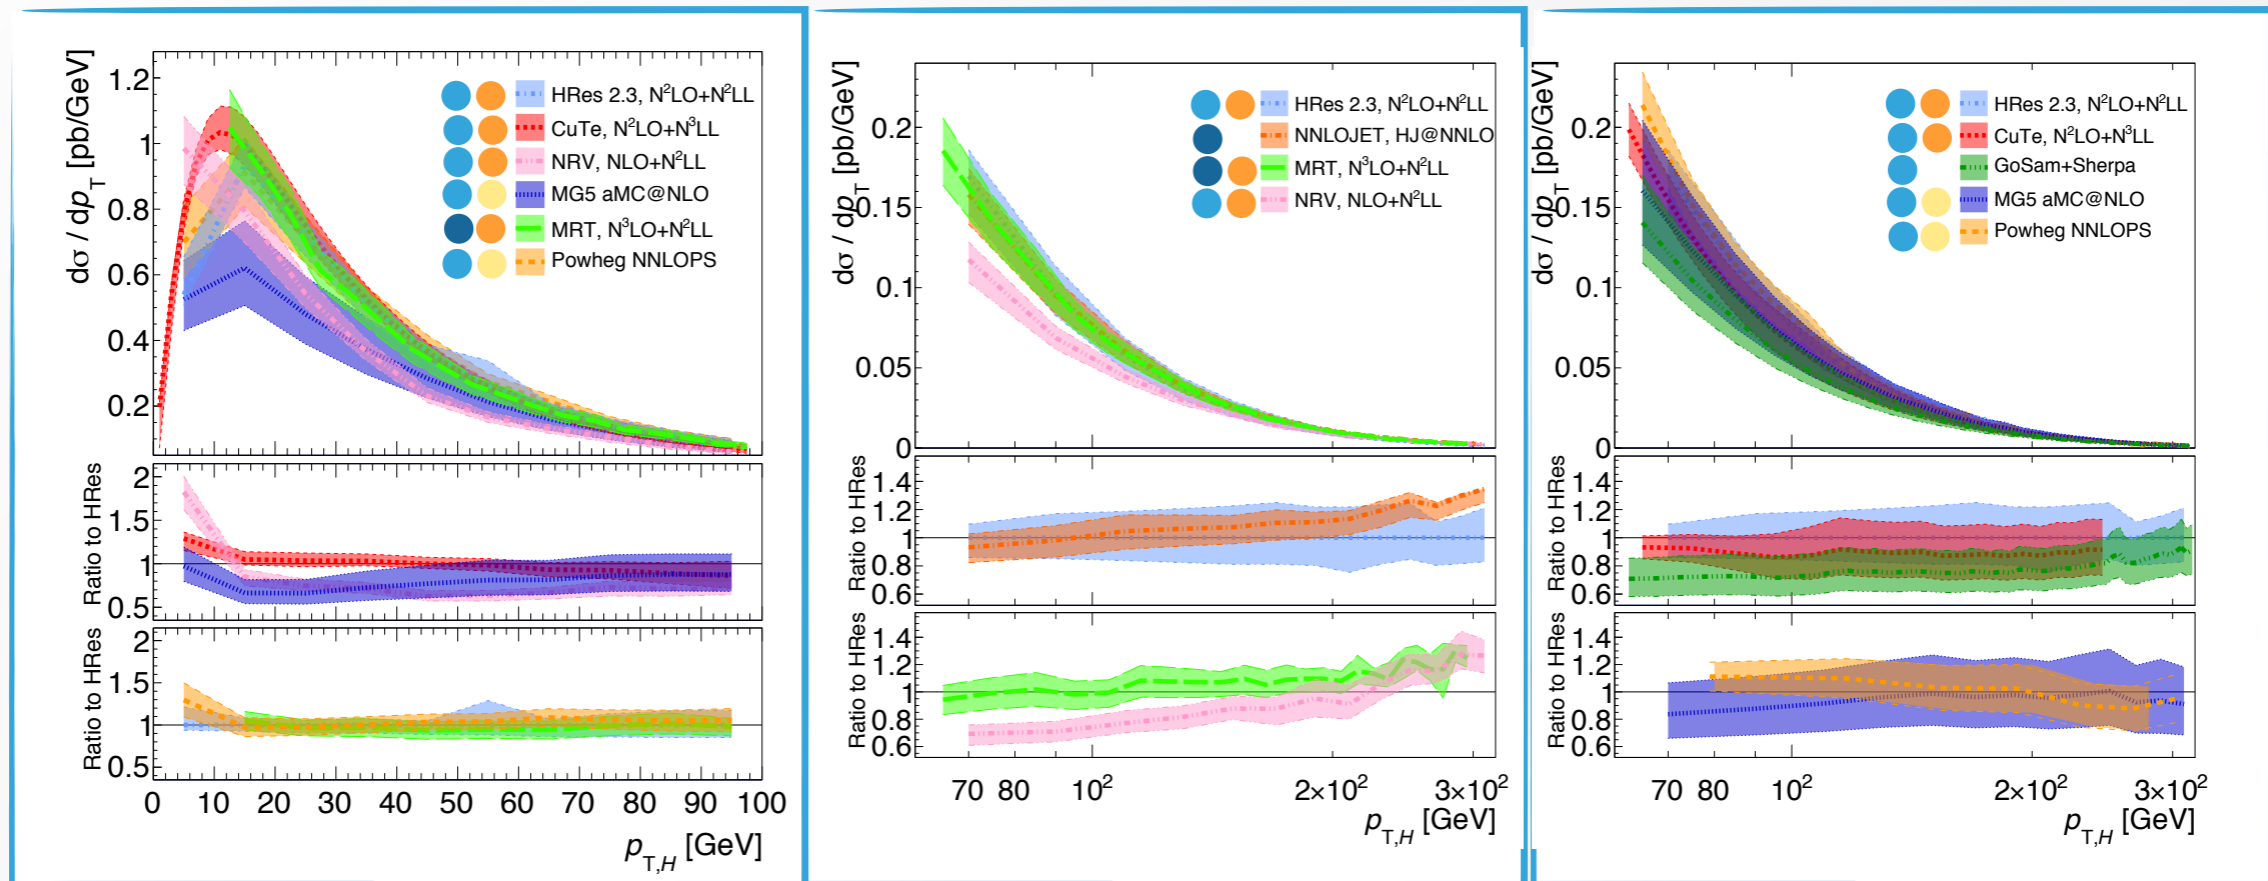 dσ / dp_T [pb/GeV]
1.2
1
0.8
0.6
0.4
0.2
HRes 2.3, N²LO+N²LL
CuTe, N²LO+N³LL
NRV, NLO+N²LL
MG5 aMC@NLO
MRT, N³LO+N²LL
Powheg NNLOPS
Ratio to HRes
2
1.5
1
0.5
Ratio to HRes
2
1.5
1
0.5
0 10 20 30 40 50 60 70 80 90 100
p_T,H [GeV]
dσ / dp_T [pb/GeV]
0.2
0.15
0.1
0.05
0
HRes 2.3, N²LO+N²LL
NNLOJET, HJ@NNLO
MRT, N³LO+N²LL
NRV, NLO+N²LL
Ratio to HRes
1.4
1.2
1
0.8
0.6
Ratio to HRes
1.4
1.2
1
0.8
0.6
70 80 10² 2×10² 3×10²
p_T,H [GeV]
dσ / dp_T [pb/GeV]
0.2
0.15
0.1
0.05
0
HRes 2.3, N²LO+N²LL
CuTe, N²LO+N³LL
GoSam+Sherpa
MG5 aMC@NLO
Powheg NNLOPS
Ratio to HRes
1.4
1.2
1
0.8
0.6
Ratio to HRes
1.4
1.2
1
0.8
0.6
70 80 10² 2×10² 3×10²
p_T,H [GeV]